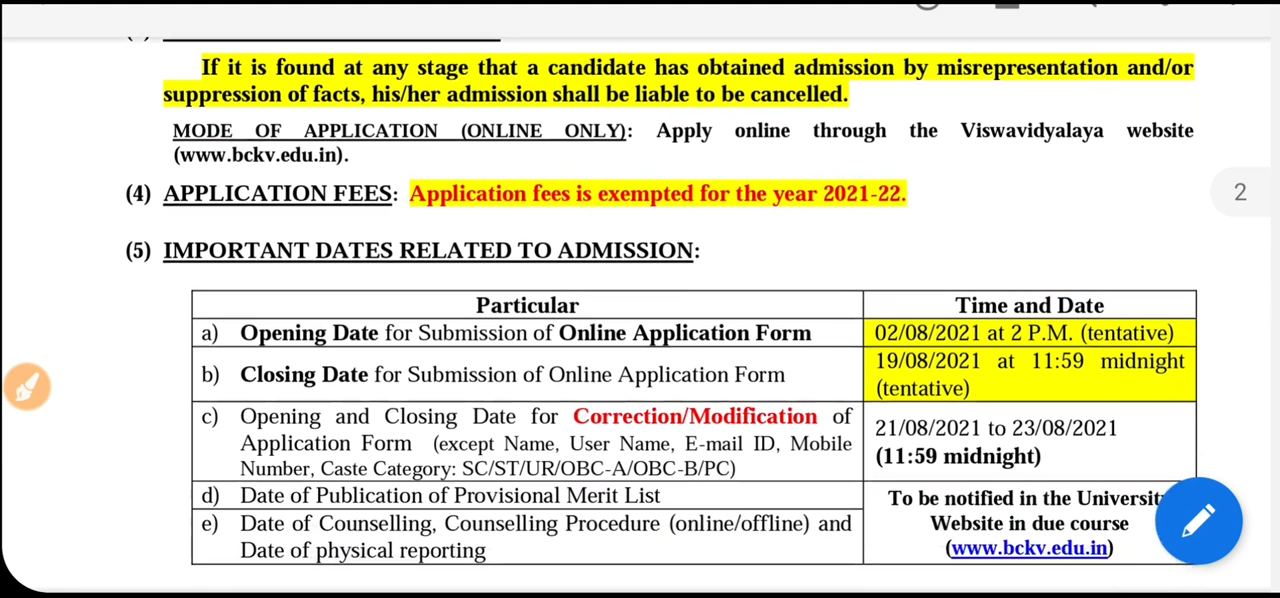 If it is found at any stage that a candidate has obtained admission by misrepresentation and/or
suppression of facts, his/her admission shall be liable to be cancelled.
MODE OF APPLICATION (ONLINE ONLY): Apply online through the Viswavidyalaya website
(www.bckv.edu.in).
(4) APPLICATION FEES: Application fees is exempted for the year 2021-22.
2
(5) IMPORTANT DATES RELATED TO ADMISSION:
Particular Time and Date
a) Opening Date for Submission of Online Application Form 02/08/2021 at 2 P.M. (tentative)
b) Closing Date for Submission of Online Application Form 19/08/2021 at 11:59 midnight
(tentative)
c) Opening and Closing Date for Correction/Modification of
Application Form (except Name, User Name, E-mail ID, Mobile
Number, Caste Category: SC/ST/UR/OBC-A/OBC-B/PC)
21/08/2021 to 23/08/2021
(11:59 midnight)
d) Date of Publication of Provisional Merit List
e) Date of Counselling, Counselling Procedure (online/offline) and
Date of physical reporting
To be notified in the Universit
Website in due course
(www.bckv.edu.in)